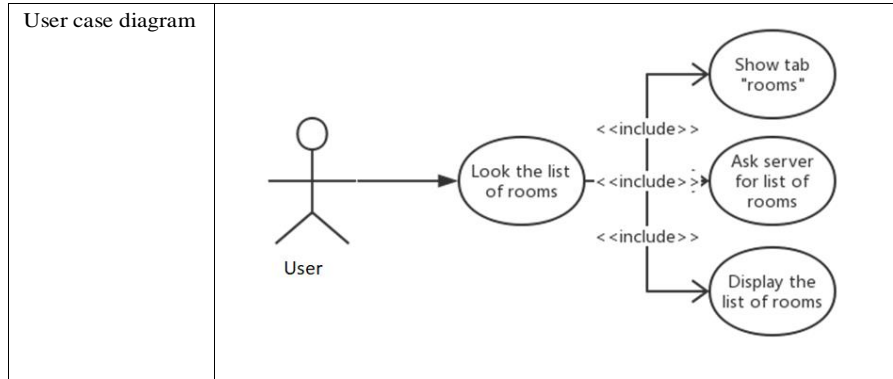 User case diagram
Show tab
"rooms"
<<include>>
Look the list
of rooms
<<include>>
Ask server
for list of
rooms
<<include>>
User
Display the
list of rooms